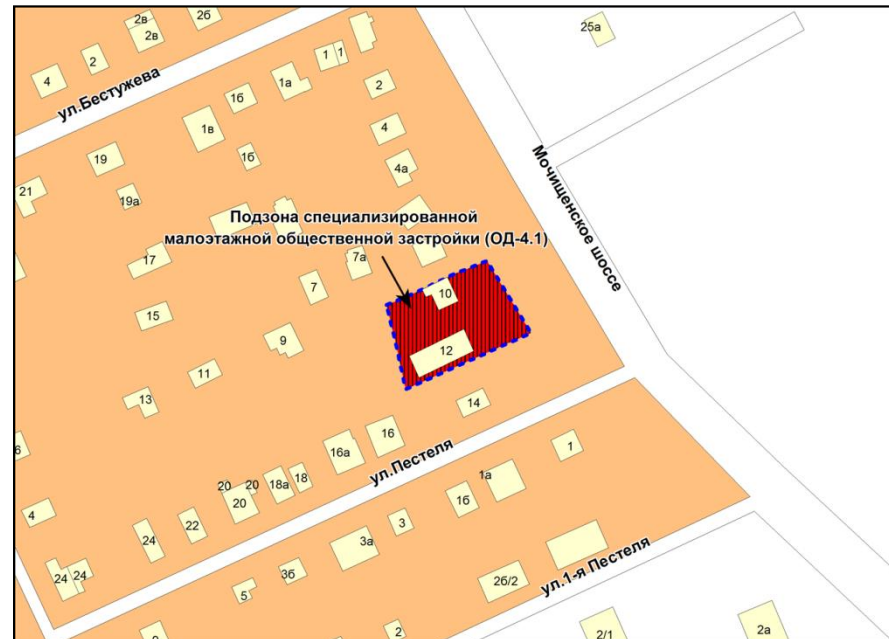 2в
2б
2в
25а
4
2
1
1
1а
ул.Бестужева
1б
2
1в
4
19
1б
4а
21
19а
Мочищенское шоссе
Подзона специализированной
малоэтажной общественной застройки (ОД-4.1)
17
7а
7
10
15
9
12
11
13
14
16
16а
6
ул.Пестеля
1
1а
20
20
18а
18
20
1б
4
22
3
24
3а
ул.1-я Пестеля
24
24
3б
2б/2
5
2
2/1
2а